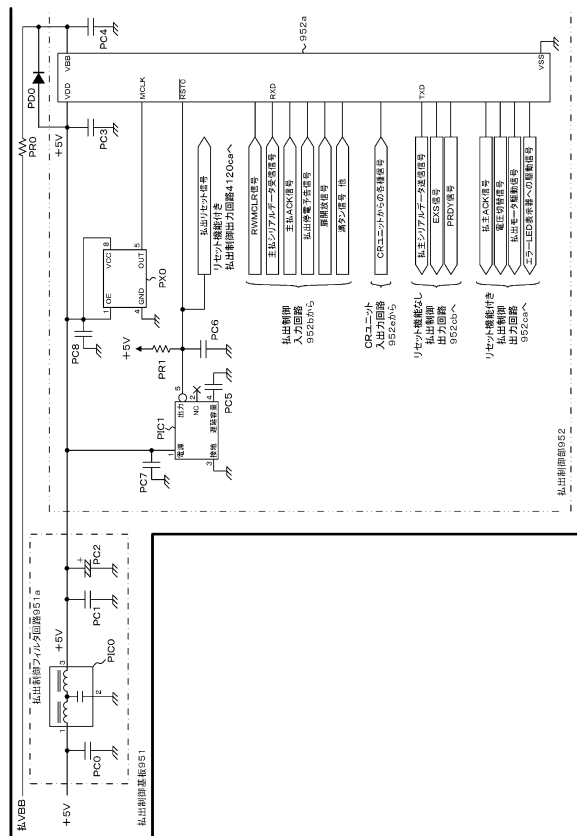 払VBB
+5V
払出制御基板951
払出制御フィルタ回路951a
PC0
1
2
3
+5V
PIC0
PC1
+
PC2
PR0
PD0
PC4
+5V
PC3
VDD
VBB
952a
MCLK
RST0
RXD
TXD
VSS
PC8
1
OE
VCC
8
GND
4
OUT
5
PX0
+5V
PR1
PC6
PIC1
PC7
1
電源
出力
5
NC
2
接地
3
遅延容量
4
PC5
払出リセット信号
リセット機能付き
払出制御出力回路4120caへ
RWMCLR信号
主払シリアルデータ受信信号
主払ACK信号
払出停電予告信号
扉開放信号
満タン信号 他
払出制御
入力回路
952bから
CRユニットからの各種信号
CRユニット
入出力回路
952eから
払主シリアルデータ送信信号
EXS信号
PRDY信号
リセット機能なし
払出制御
出力回路
952cbへ
払主ACK信号
電圧切替信号
払出モータ駆動信号
エラーLED表示器への駆動信号
リセット機能付き
払出制御
出力回路
952caへ
払出制御部952